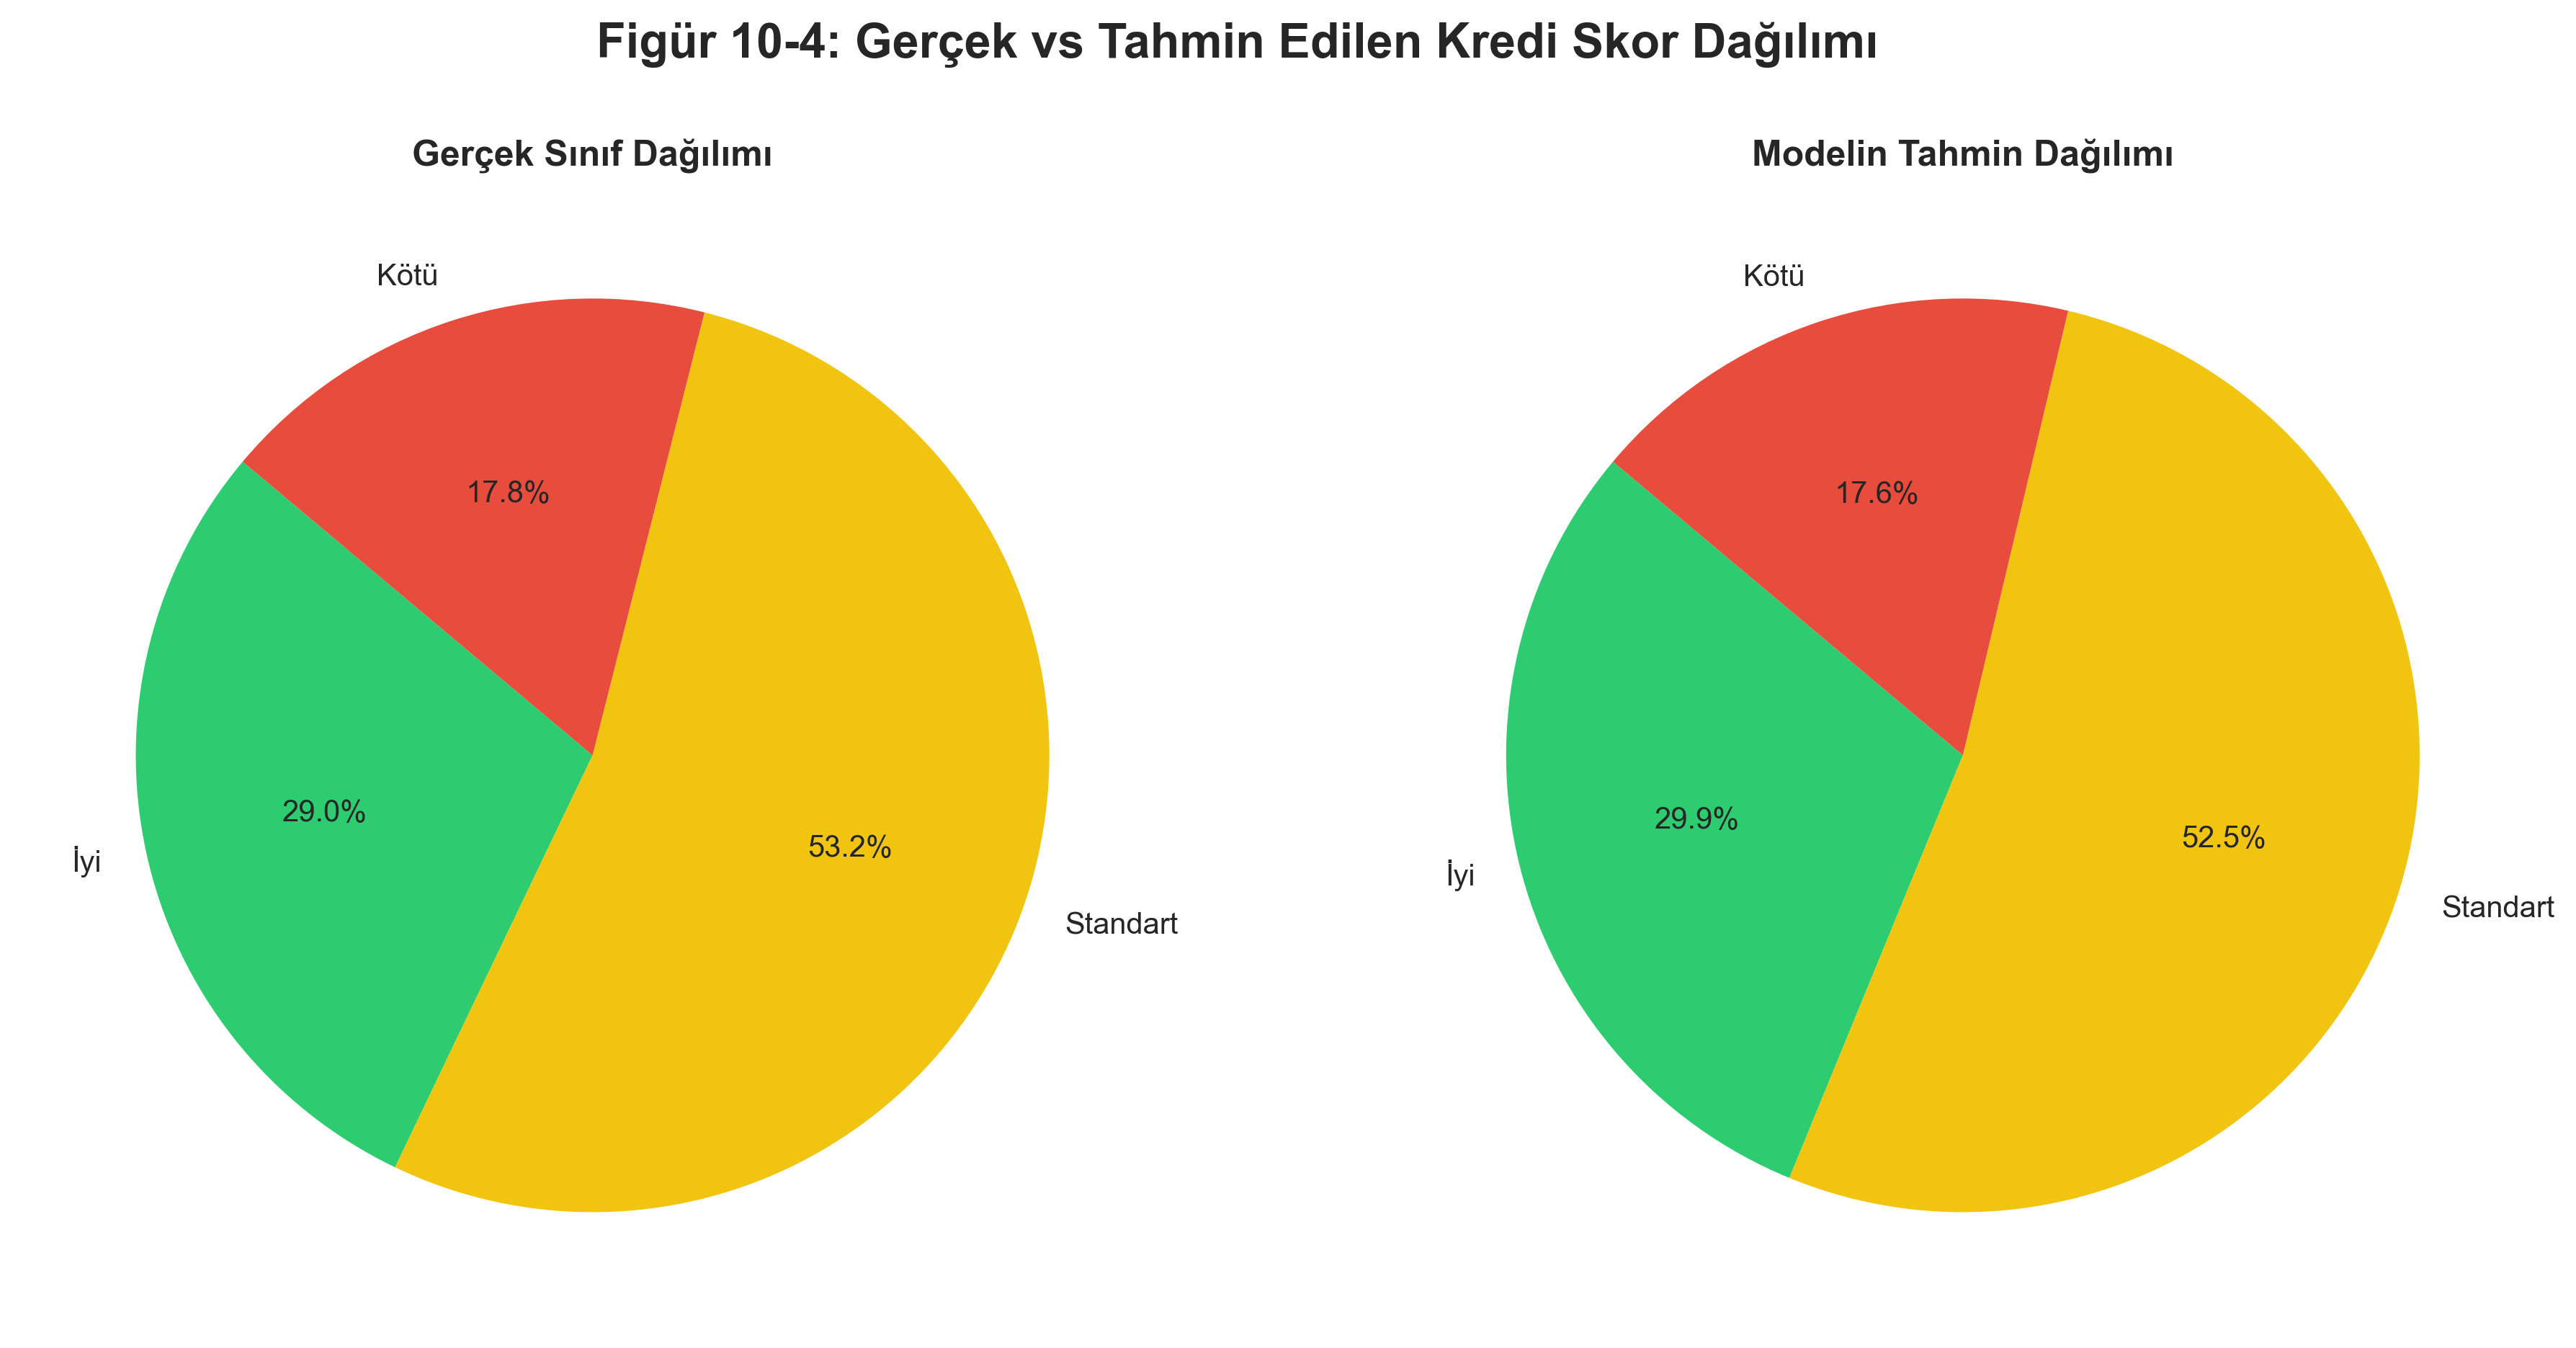 Figür 10-4: Gerçek vs Tahmin Edilen Kredi Skor Dağılımı
Gerçek Sınıf Dağılımı
Kötü
17.8%
29.0%
53.2%
İyi
Standart
Modelin Tahmin Dağılımı
Kötü
17.6%
29.9%
52.5%
İyi
Standart